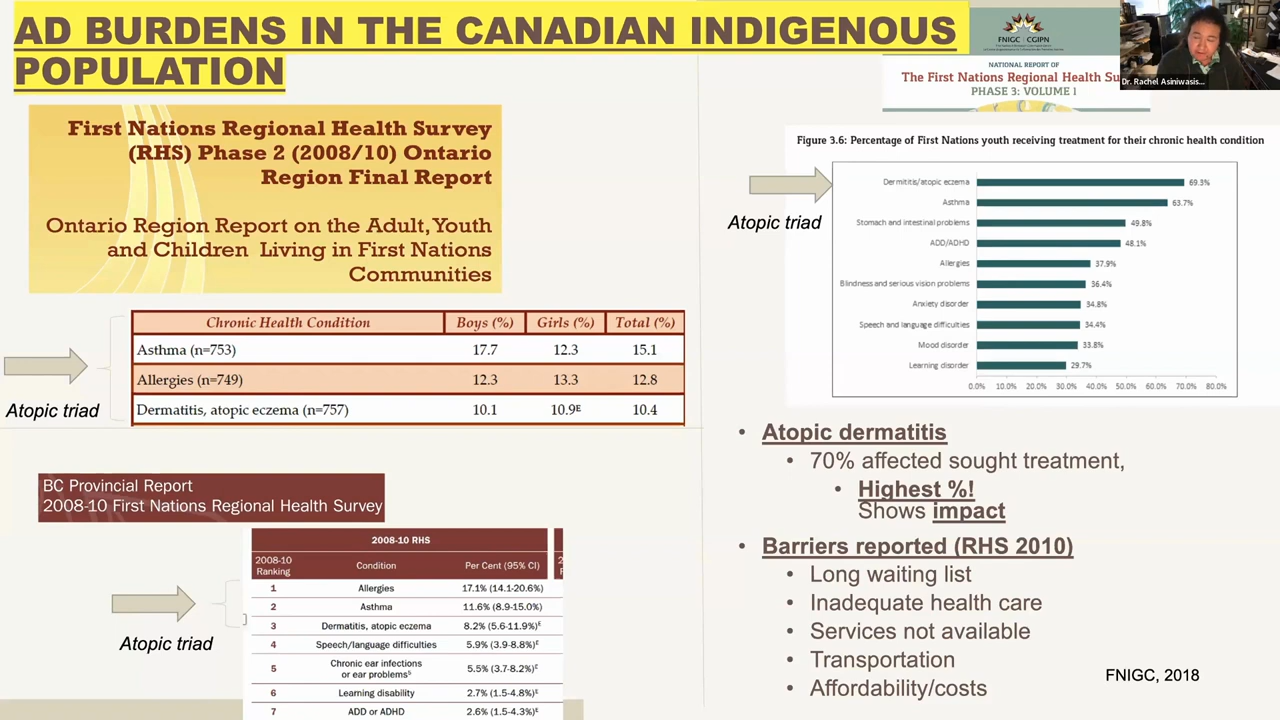 AD BURDENS IN THE CANADIAN INDIGENOUS
POPULATION
First Nations Regional Health Survey
(RHS) Phase 2 (2008/10) Ontario
Region Final Report
Ontario Region Report on the Adult, Youth
and Children Living in First Nations
Communities
Chronic Health Condition Boys (%) Girls (%) Total (%)
Asthma (n=753) 17.7 12.3 15.1
Allergies (n=749) 12.3 13.3 12.8
Dermatitis, atopic eczema (n=757) 10.1 10.9ᴱ 10.4
Atopic triad
BC Provincial Report
2008-10 First Nations Regional Health Survey
2008-10 RHS
2008-10
Ranking Condition Per Cent (95% CI)
1 Allergies 17.1% (14.1-20.6%)
2 Asthma 11.6% (8.9-15.0%)
3 Dermatitis, atopic eczema 8.2% (5.6-11.9%)ᴱ
4 Speech/language difficulties 5.9% (3.9-8.8%)ᴱ
5 Chronic ear infections
or ear problems⁵ 5.5% (3.7-8.2%)ᴱ
6 Learning disability 2.7% (1.5-4.8%)ᴱ
7 ADD or ADHD 2.6% (1.5-4.3%)ᴱ
Atopic triad
FNIGC CGIPN
NATIONAL REPORT OF
The First Nations Regional Health Su
PHASE 3: VOLUME 1
Dr. Rachel Asiniwasis...
Figure 3.6: Percentage of First Nations youth receiving treatment for their chronic health condition
Dermititis/atopic eczema 69.3%
Asthma 63.7%
Stomach and intestinal problems 49.8%
ADD/ADHD 48.1%
Allergies 37.9%
Blindness and serious vision problems 36.4%
Anxiety disorder 34.8%
Speech and language difficulties 34.4%
Mood disorder 33.8%
Learning disorder 29.7%
0.0% 10.0% 20.0% 30.0% 40.0% 50.0% 60.0% 70.0% 80.0%
Atopic triad
• Atopic dermatitis
• 70% affected sought treatment,
• Highest %!
Shows impact
• Barriers reported (RHS 2010)
• Long waiting list
• Inadequate health care
• Services not available
• Transportation
• Affordability/costs
FNIGC, 2018